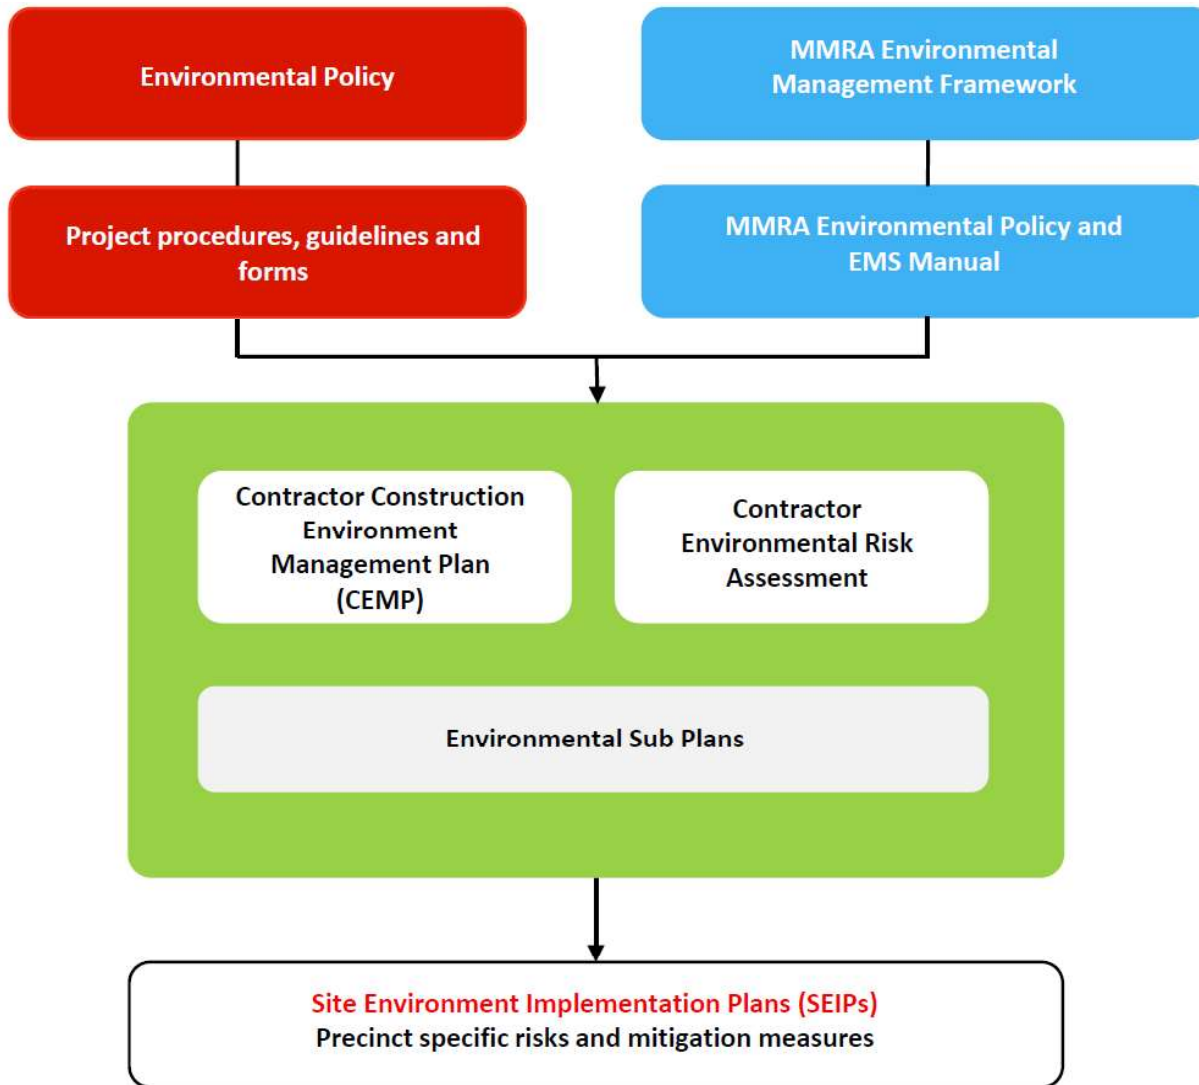 Environmental Policy
MMRA Environmental
Management Framework
Project procedures, guidelines and
forms
MMRA Environmental Policy and
EMS Manual
Contractor Construction
Environment
Management Plan
(CEMP)
Contractor
Environmental Risk
Assessment
Environmental Sub Plans
Site Environment Implementation Plans (SEIPs)
Precinct specific risks and mitigation measures